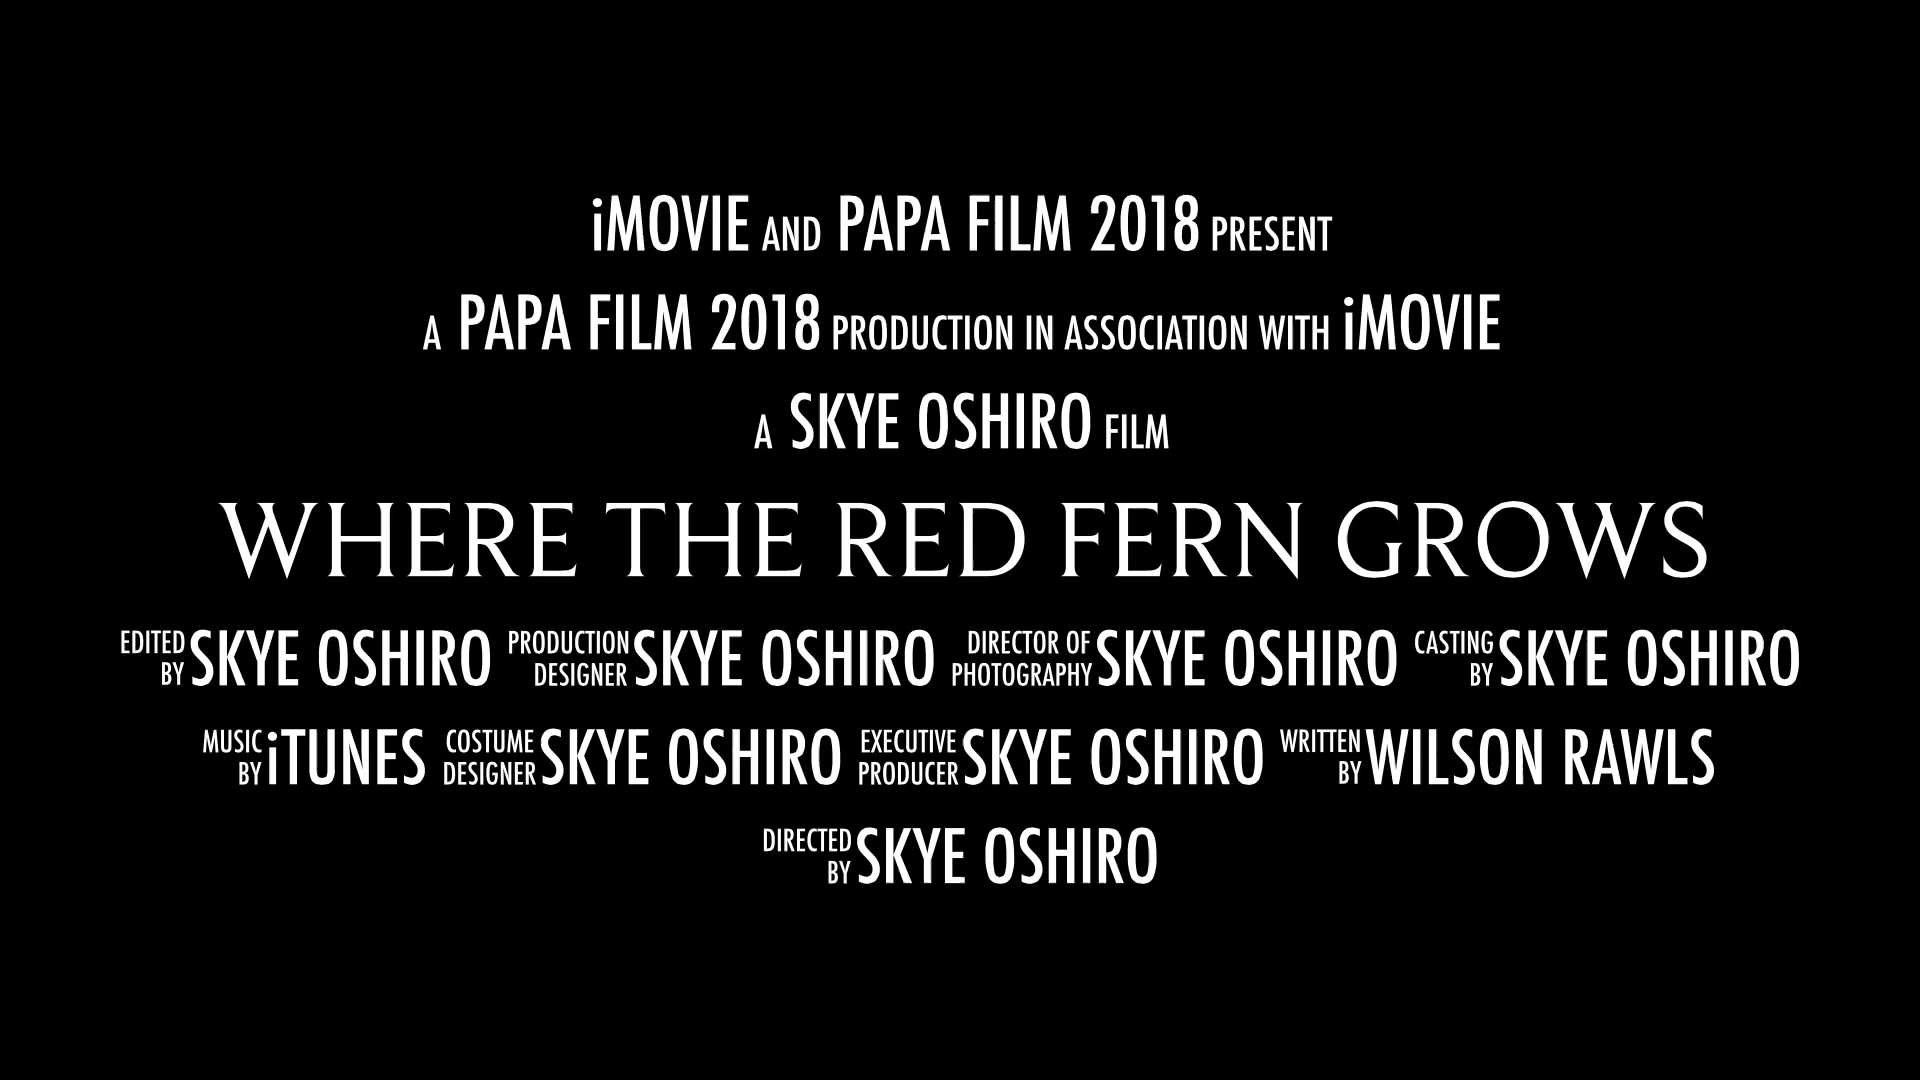 iMOVIE AND PAPA FILM 2018 PRESENT
A PAPA FILM 2018 PRODUCTION IN ASSOCIATION WITH iMOVIE
A SKYE OSHIRO FILM
WHERE THE RED FERN GROWS
EDITED BY SKYE OSHIRO PRODUCTION DESIGNER SKYE OSHIRO DIRECTOR OF PHOTOGRAPHY SKYE OSHIRO CASTING BY SKYE OSHIRO
MUSIC BY iTUNES COSTUME DESIGNER SKYE OSHIRO EXECUTIVE PRODUCER SKYE OSHIRO WRITTEN BY WILSON RAWLS
DIRECTED BY SKYE OSHIRO